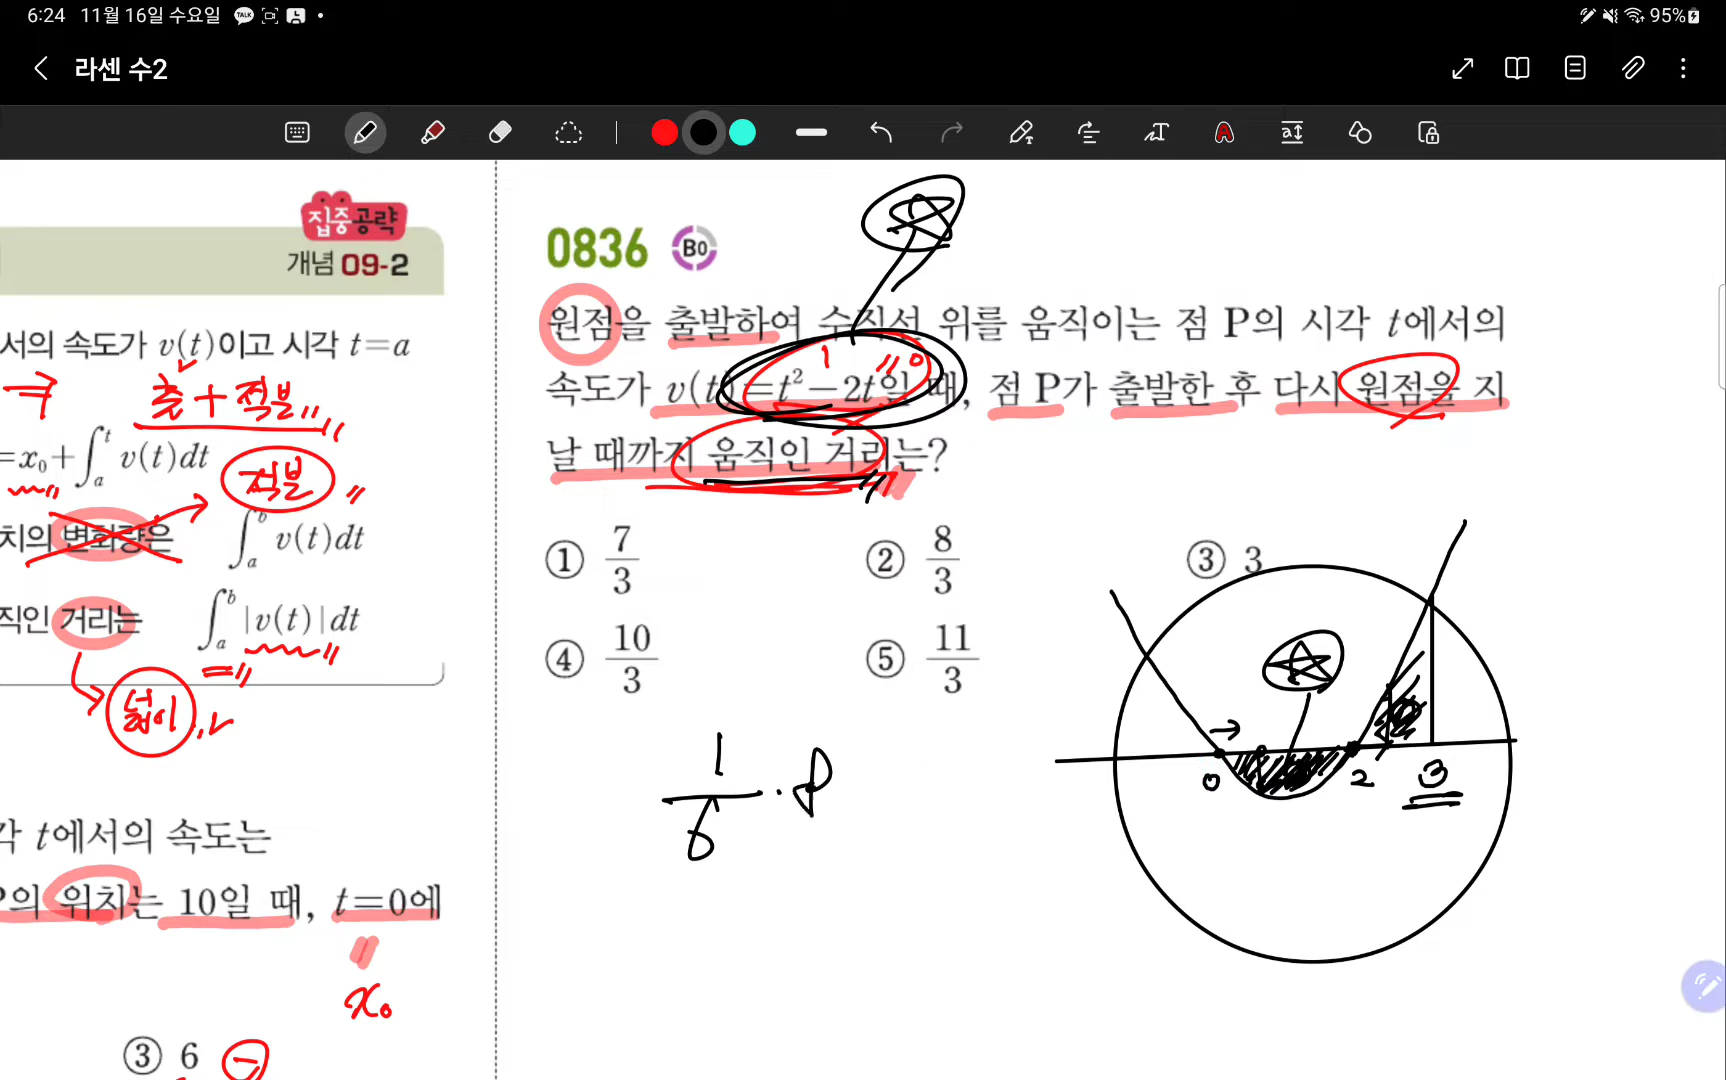 6:24 11월 16일 수요일 TALK
95%
라센 수2
집중공략
개념 09-2
서의 속도가 v(t)이고 시각 t=a
⇒ 출+적분
=x₀+∫ₐᵗ v(t)dt
적분
치의 변화량은 ∫ₐᵇ v(t)dt
직인 거리는 ∫ₐᵇ |v(t)|dt
넓이
각 t에서의 속도는
P의 위치는 10일 때, t=0에
x₀
③ 6 −
0836 B0
원점을 출발하여 수직선 위를 움직이는 점 P의 시각 t에서의
1 0
속도가 v(t)=t²−2t일 때, 점 P가 출발한 후 다시 원점을 지
날 때까지 움직인 거리는?
① 7/3 ② 8/3 ③ 3
④ 10/3 ⑤ 11/3
1/6 · 8
0 2 3